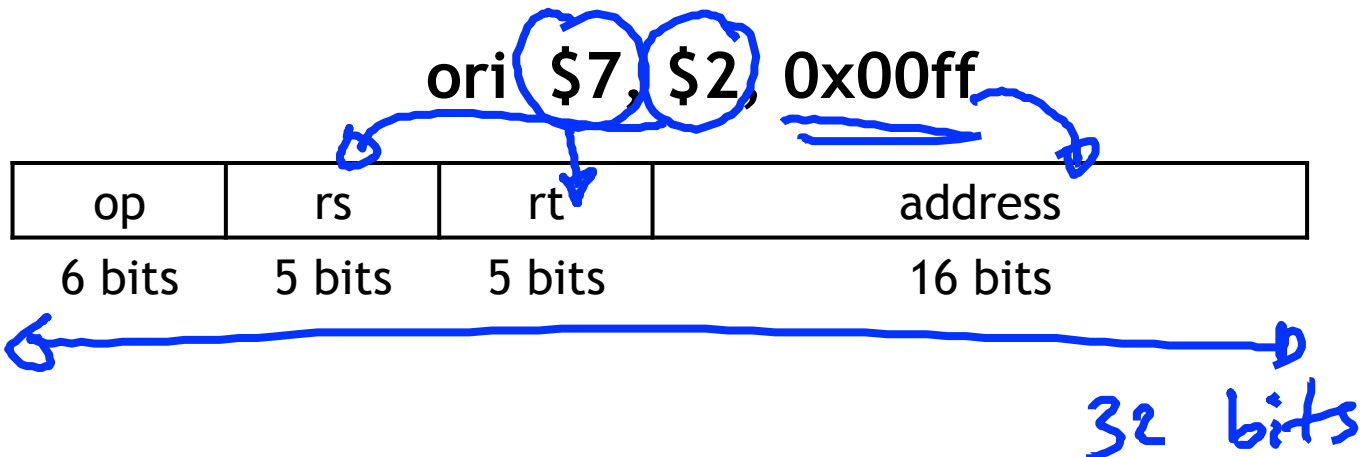 ori $7, $2, 0x00ff
op rs rt address
6 bits 5 bits 5 bits 16 bits
32 bits